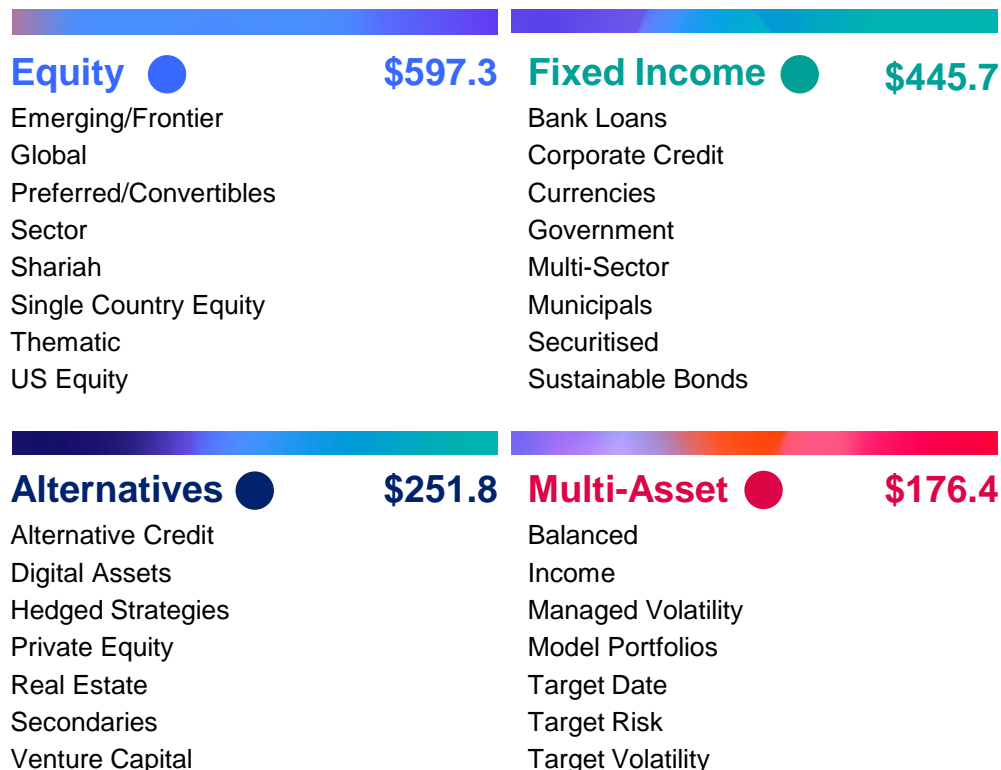 Equity $597.3
Emerging/Frontier
Global
Preferred/Convertibles
Sector
Shariah
Single Country Equity
Thematic
US Equity
Fixed Income $445.7
Bank Loans
Corporate Credit
Currencies
Government
Multi-Sector
Municipals
Securitised
Sustainable Bonds
Alternatives $251.8
Alternative Credit
Digital Assets
Hedged Strategies
Private Equity
Real Estate
Secondaries
Venture Capital
Multi-Asset $176.4
Balanced
Income
Managed Volatility
Model Portfolios
Target Date
Target Risk
Target Volatility